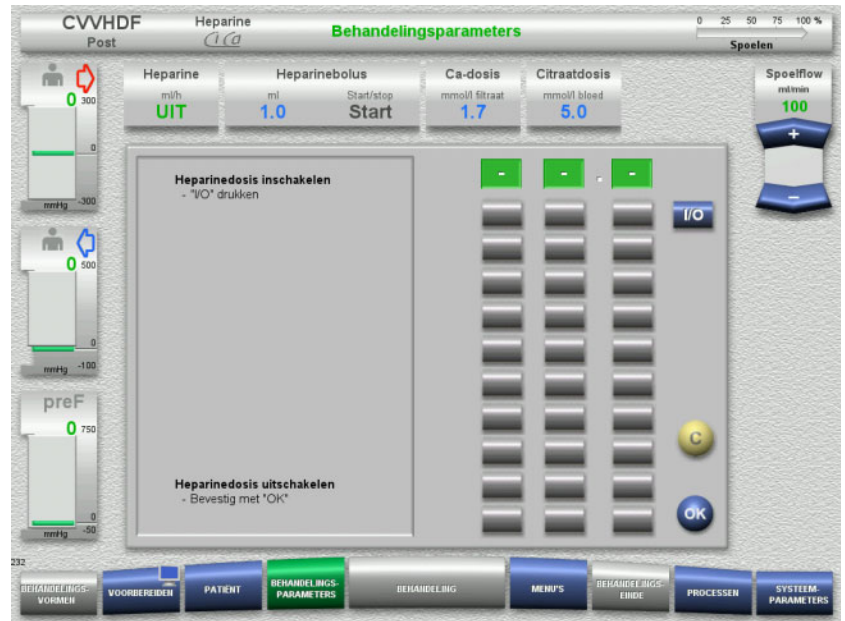 CVVHDF
Post
Heparine
CiCa
Behandelingsparameters
0 25 50 75 100 %
Spoelen
0 300
0
mmHg -300
0 500
0
mmHg -100
preF
0 750
0
mmHg -50
Heparine
ml/h
UIT
Heparinebolus
ml Start/stop
1.0 Start
Ca-dosis
mmol/l filtraat
1.7
Citraatdosis
mmol/l bloed
5.0
Spoelflow
ml/min
100
+
−
Heparinedosis inschakelen
- "I/O" drukken
- - . -
I/O
C
Heparinedosis uitschakelen
- Bevestig met "OK"
OK
232
BEHANDELINGS-
VORMEN
VOORBEREIDEN
PATIËNT
BEHANDELINGS-
PARAMETERS
BEHANDELING
MENU'S
BEHANDELINGS-
EINDE
PROCESSEN
SYSTEEM-
PARAMETERS